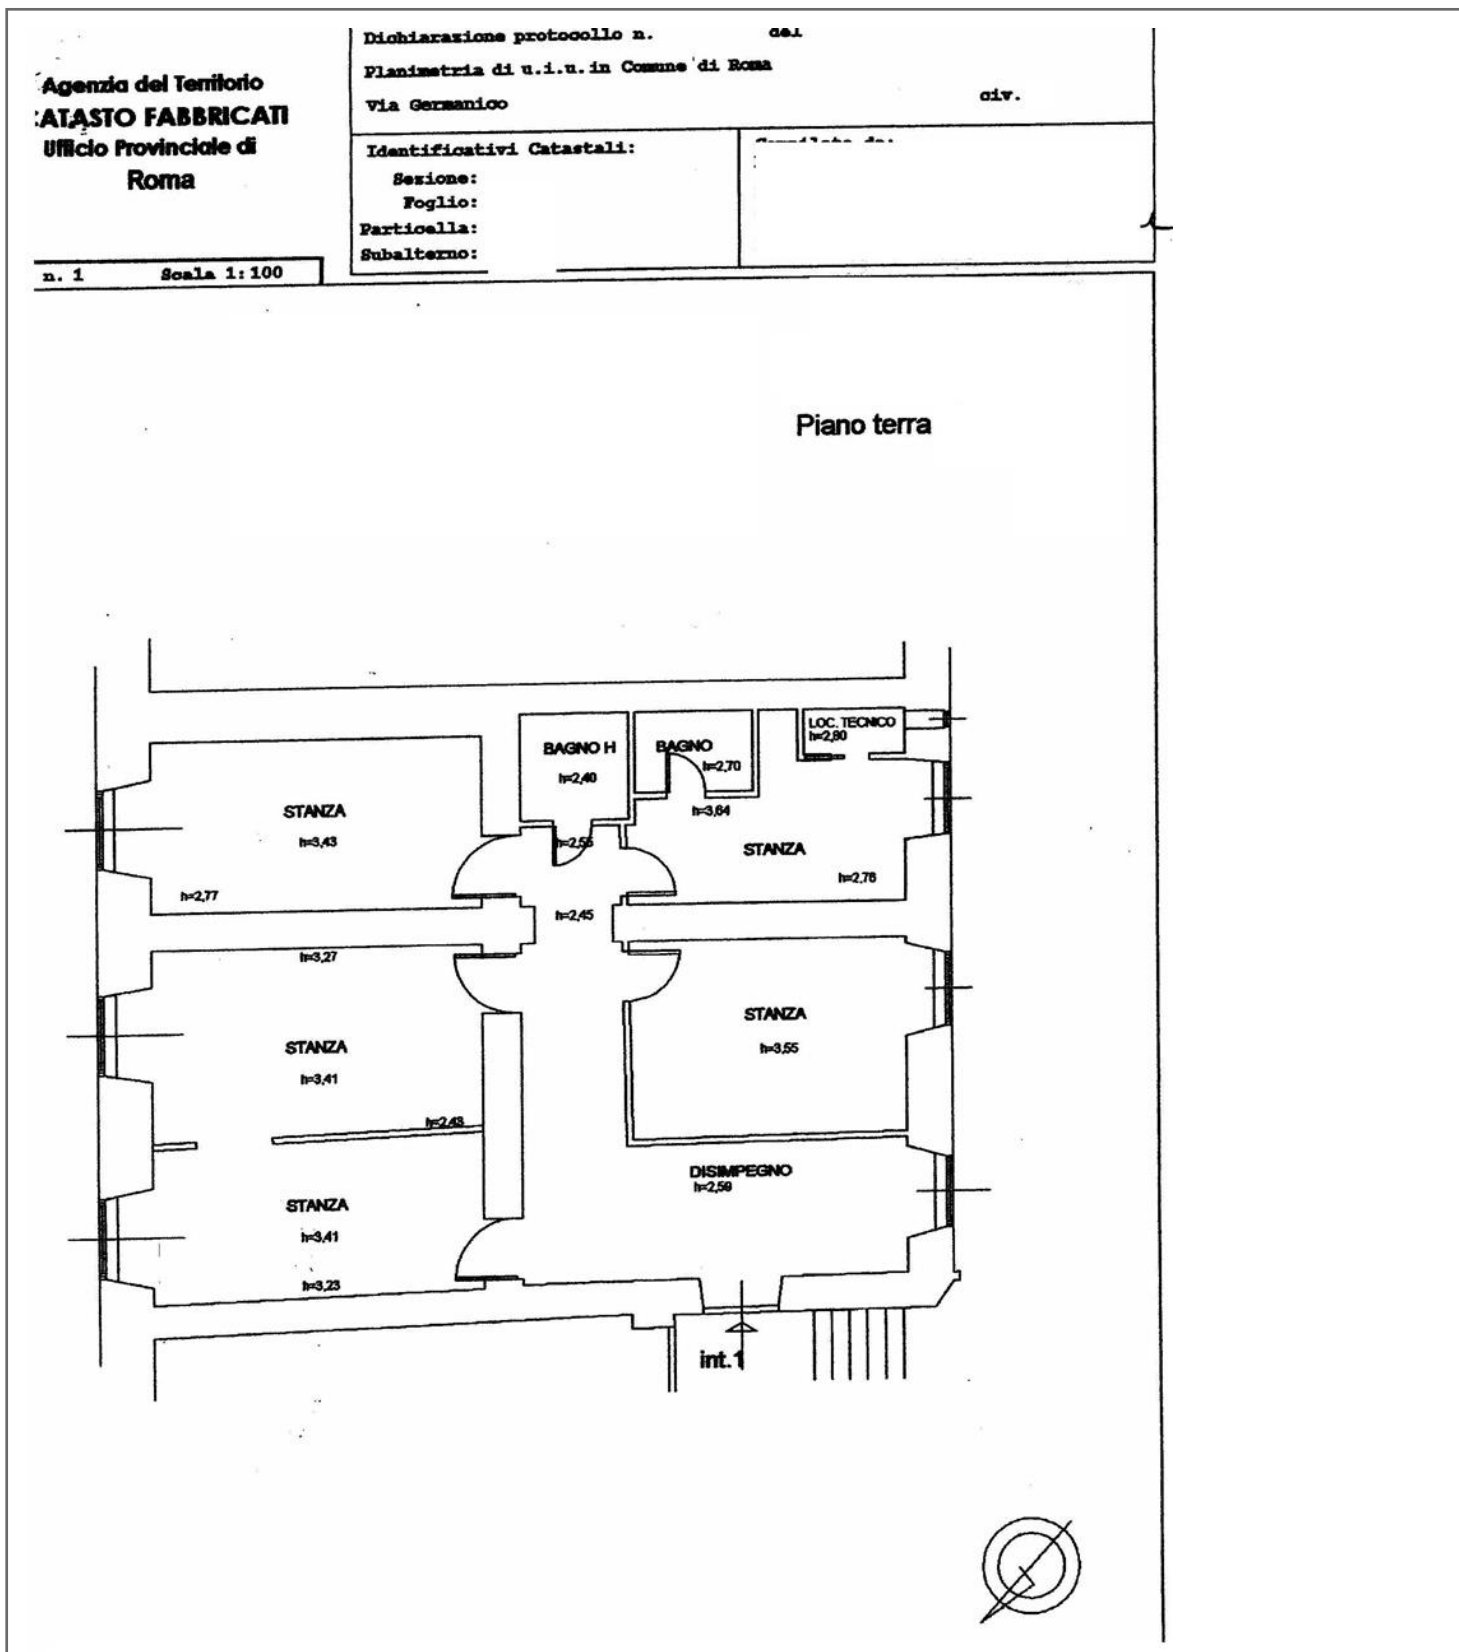 Agenzia del Territorio
CATASTO FABBRICATI
Ufficio Provinciale di
Roma
n. 1 Scala 1:100
Dichiarazione protocollo n. del
Planimetria di u.i.u. in Comune di Roma
Via Germanico civ.
Identificativi Catastali:
Sezione:
Foglio:
Particella:
Subalterno:
Piano terra
LOC. TECNICO
h=2,80
BAGNO H
h=2,40
BAGNO
h=2,70
STANZA
h=3,43
h=2,77
h=2,55
h=3,64
STANZA
h=2,76
h=2,45
h=3,27
STANZA
h=3,41
h=2,43
STANZA
h=3,55
DISIMPEGNO
h=2,59
STANZA
h=3,41
h=3,23
int.1